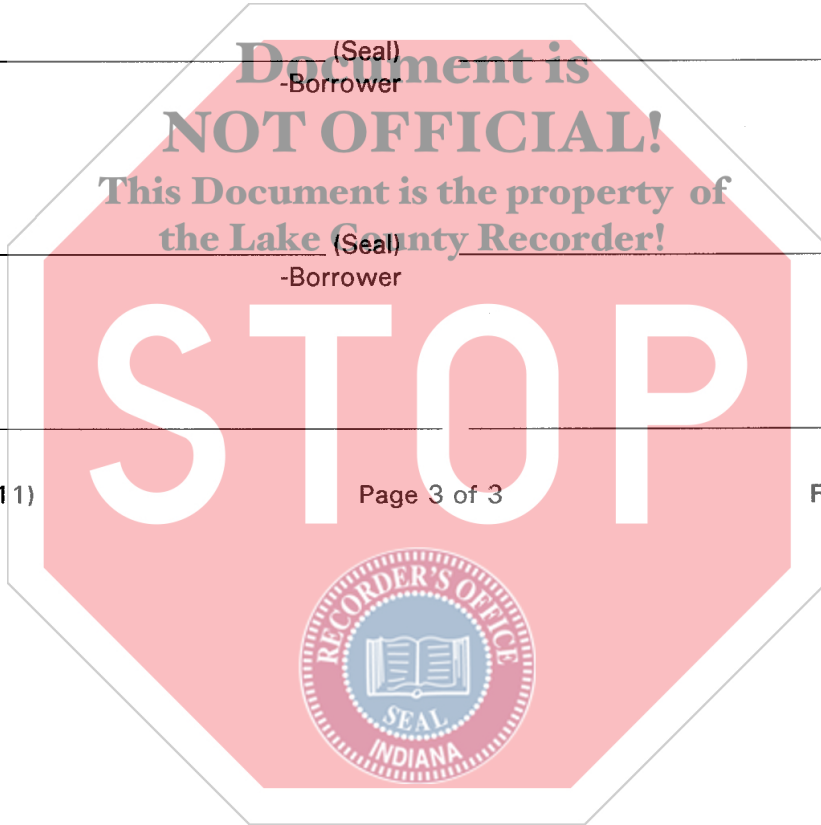 (Seal)
Document is
-Borrower
NOT OFFICIAL!
This Document is the property of
the Lake County Recorder!
(Seal)
-Borrower
STOP
11)
Page 3 of 3
F
RECORDER'S OFFICE
SEAL
INDIANA